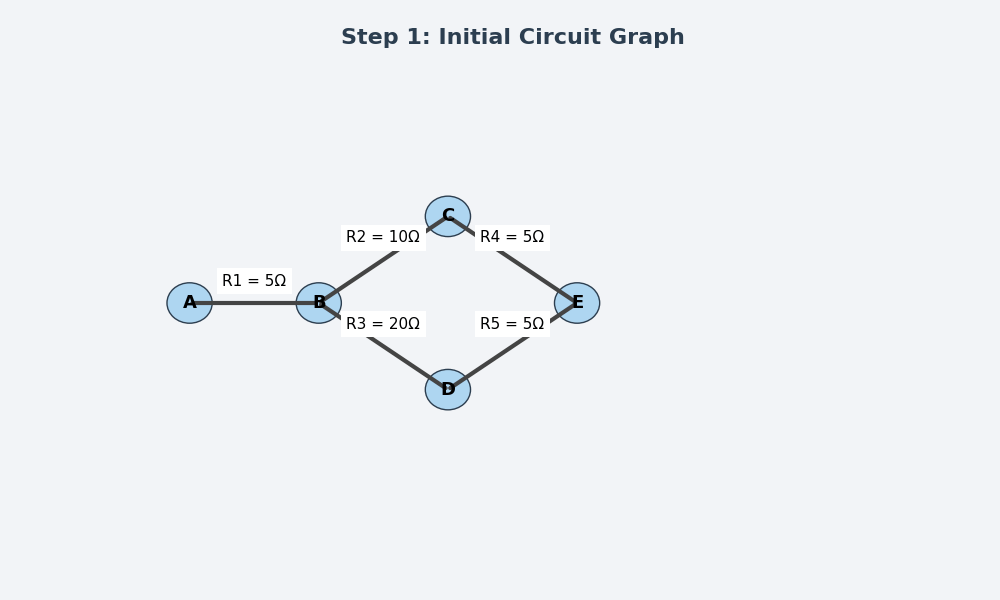 Step 1: Initial Circuit Graph
C
R2 = 10Ω
R4 = 5Ω
R1 = 5Ω
A
B
E
R3 = 20Ω
R5 = 5Ω
D